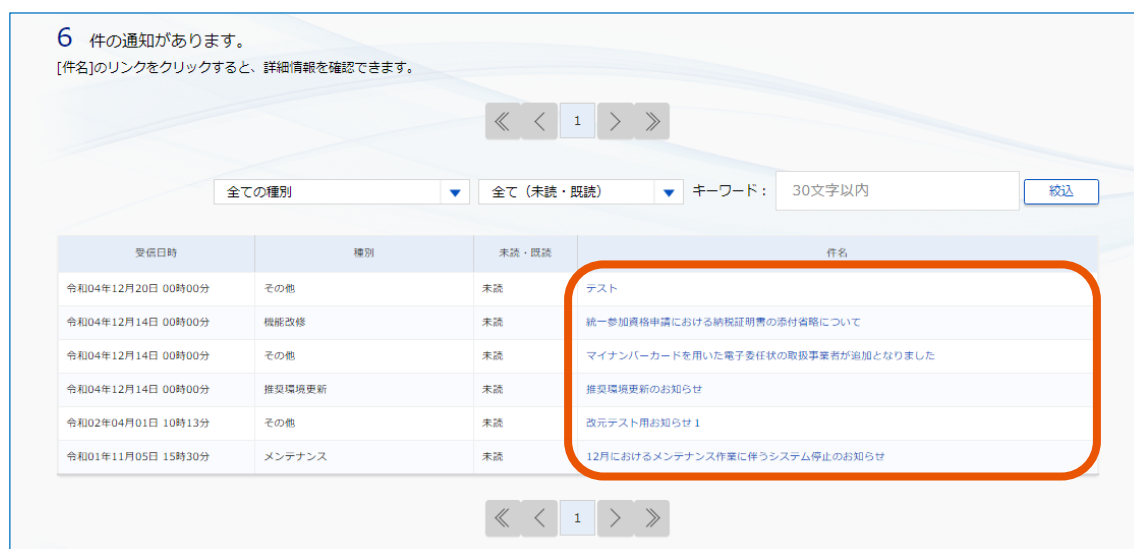 6 件の通知があります。
[件名]のリンクをクリックすると、詳細情報を確認できます。
≪ < 1 > ≫
全ての種別 ▼ 全て（未読・既読） ▼ キーワード： 30文字以内 絞込
受信日時 種別 未読・既読 件名
令和04年12月20日 00時00分 その他 未読 テスト
令和04年12月14日 00時00分 機能改修 未読 統一参加資格申請における納税証明書の添付省略について
令和04年12月14日 00時00分 その他 未読 マイナンバーカードを用いた電子委任状の取扱事業者が追加となりました
令和04年12月14日 00時00分 推奨環境更新 未読 推奨環境更新のお知らせ
令和02年04月01日 10時13分 その他 未読 改元テスト用お知らせ１
令和01年11月05日 15時30分 メンテナンス 未読 12月におけるメンテナンス作業に伴うシステム停止のお知らせ
≪ < 1 > ≫